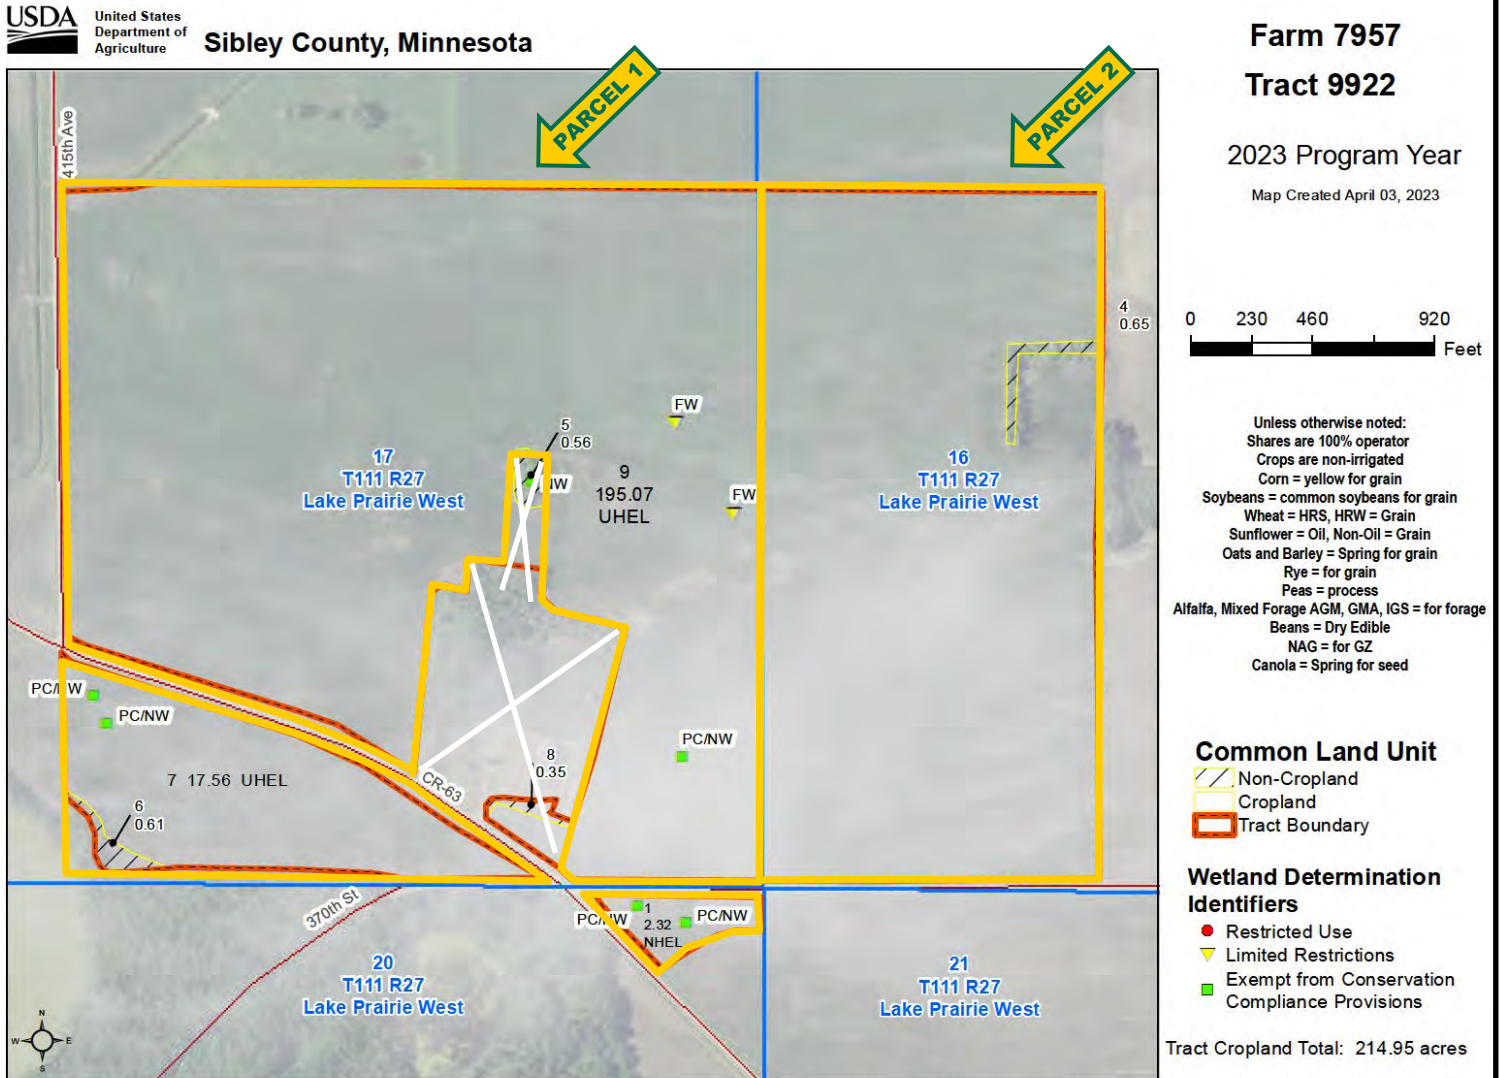 USDA
United States
Department of
Agriculture
Sibley County, Minnesota
Farm 7957
Tract 9922
2023 Program Year
Map Created April 03, 2023
PARCEL 1
PARCEL 2
415th Ave
4
0.65
0 230 460 920
Feet
FW
5
0.56
NW
9
195.07
UHEL
FW
17
T111 R27
Lake Prairie West
16
T111 R27
Lake Prairie West
Unless otherwise noted:
Shares are 100% operator
Crops are non-irrigated
Corn = yellow for grain
Soybeans = common soybeans for grain
Wheat = HRS, HRW = Grain
Sunflower = Oil, Non-Oil = Grain
Oats and Barley = Spring for grain
Rye = for grain
Peas = process
Alfalfa, Mixed Forage AGM, GMA, IGS = for forage
Beans = Dry Edible
NAG = for GZ
Canola = Spring for seed
PC/NW
PC/NW
PC/NW
7 17.56 UHEL
8
0.35
CR-63
6
0.61
Common Land Unit
Non-Cropland
Cropland
Tract Boundary
Wetland Determination
Identifiers
Restricted Use
Limited Restrictions
Exempt from Conservation
Compliance Provisions
370th St
PC/NW
1
2.32
NHEL
PC/NW
20
T111 R27
Lake Prairie West
21
T111 R27
Lake Prairie West
N
W E
S
Tract Cropland Total: 214.95 acres